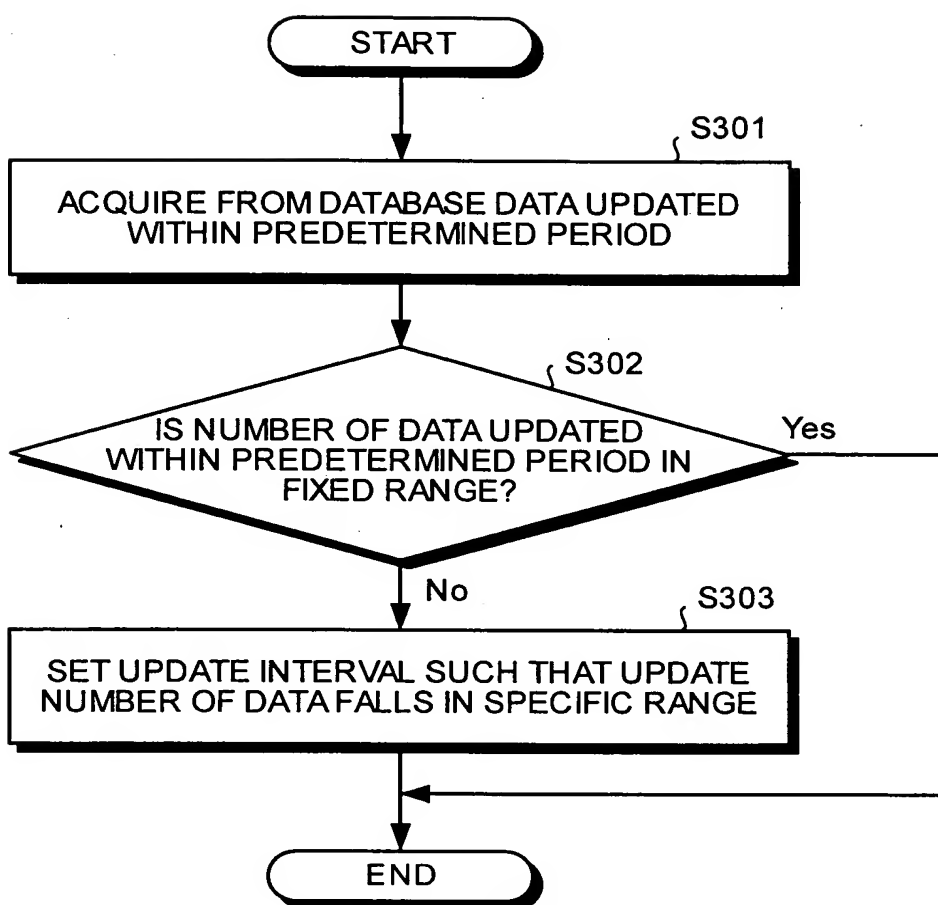 START
S301
ACQUIRE FROM DATABASE DATA UPDATED
WITHIN PREDETERMINED PERIOD
S302
IS NUMBER OF DATA UPDATED
WITHIN PREDETERMINED PERIOD IN
FIXED RANGE?
Yes
No
S303
SET UPDATE INTERVAL SUCH THAT UPDATE
NUMBER OF DATA FALLS IN SPECIFIC RANGE
END